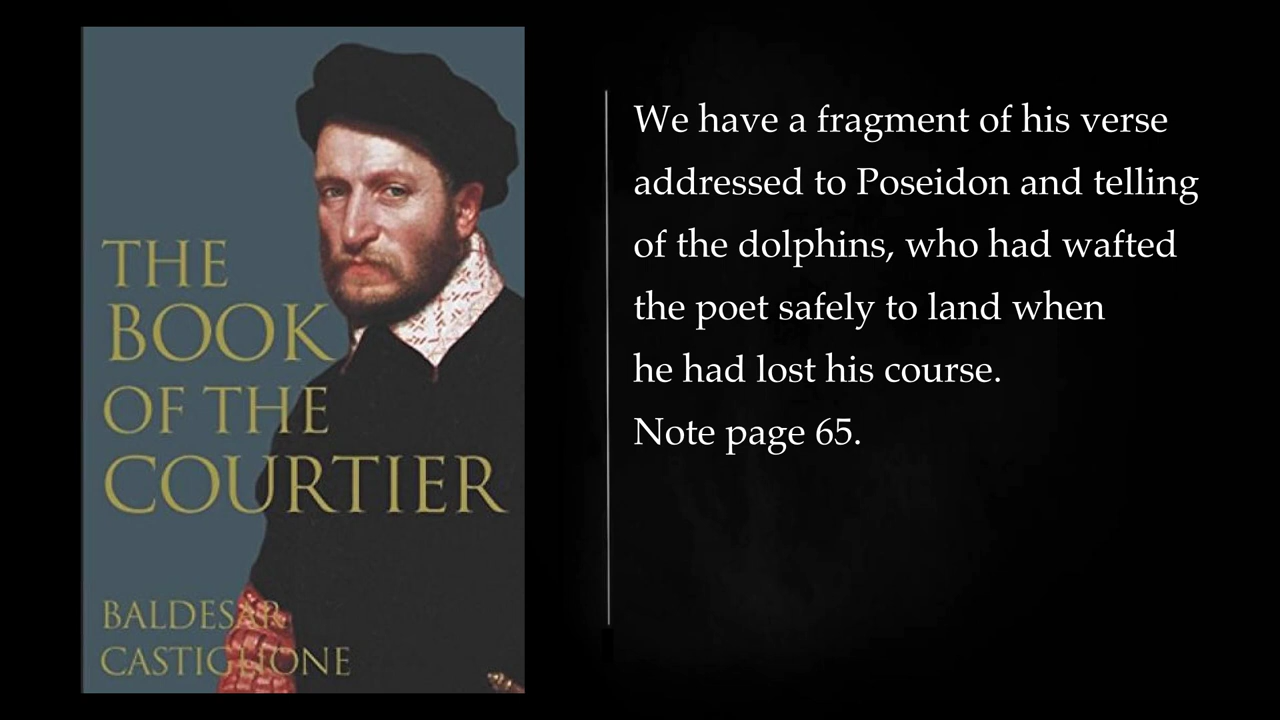 THE
BOOK
OF THE
COURTIER
BALDESAR
CASTIGLIONE
We have a fragment of his verse
addressed to Poseidon and telling
of the dolphins, who had wafted
the poet safely to land when
he had lost his course.
Note page 65.